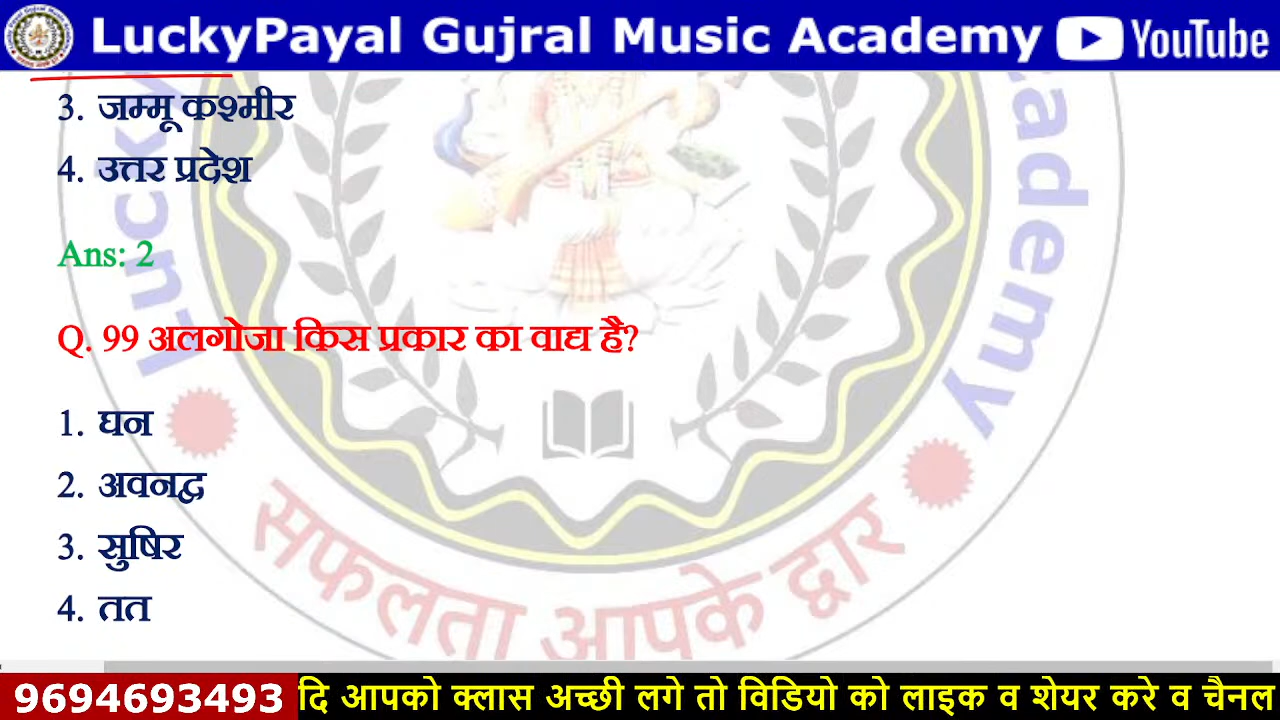 LuckyPayal Gujral Music Academy YouTube
3. जम्मू कश्मीर
4. उत्तर प्रदेश
Ans: 2
Q. 99 अलगोजा किस प्रकार का वाद्य है?
1. घन
2. अवनद्ध
3. सुषिर
4. तत
सफलता आपके द्वार
9694693493 दि आपको क्लास अच्छी लगे तो विडियो को लाइक व शेयर करे व चैनल